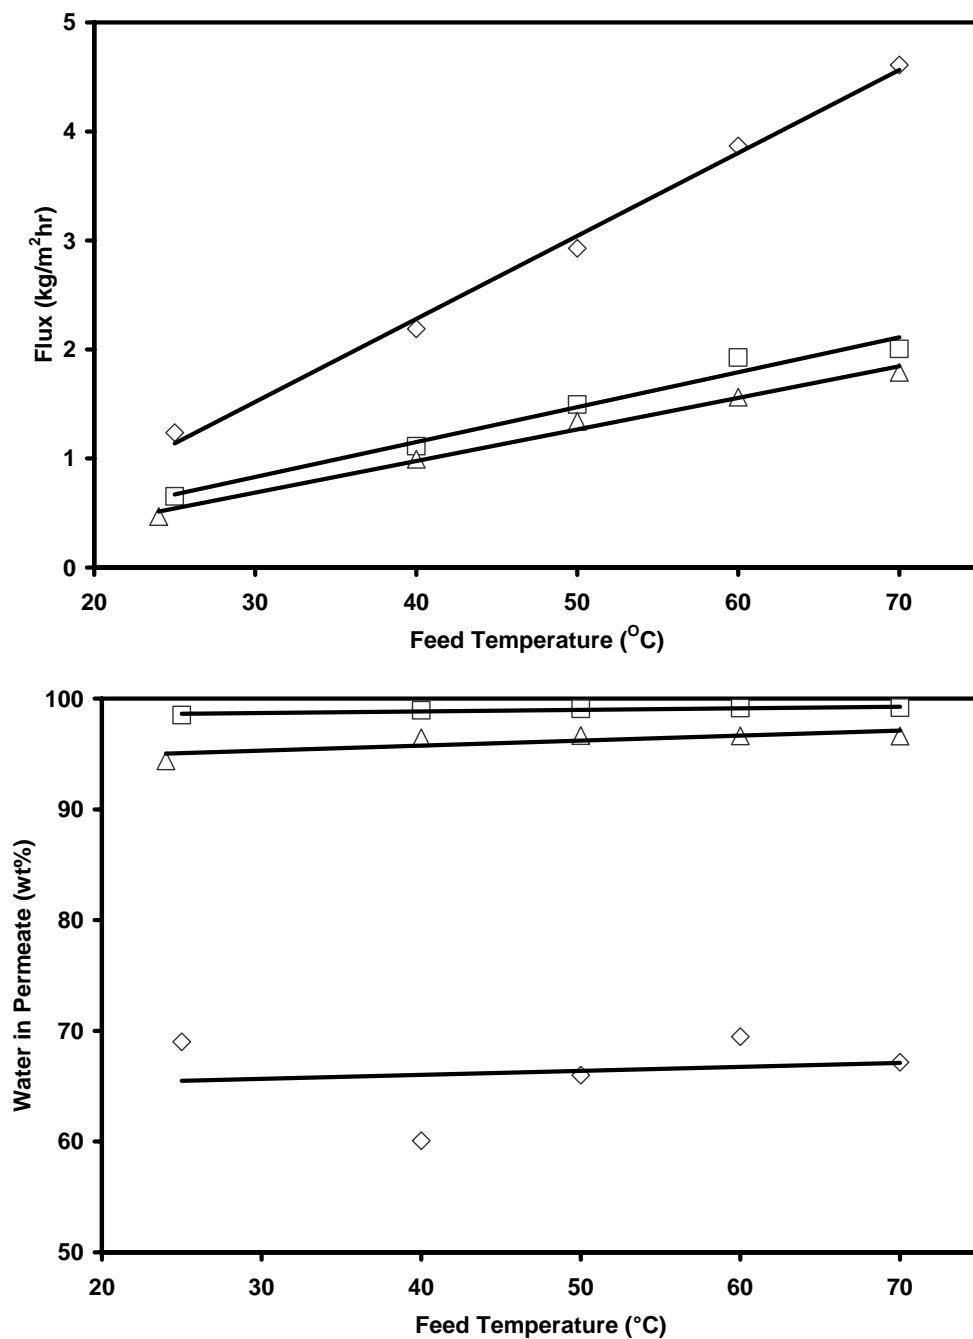 5
4
3
2
1
0
Flux (kg/m²hr)
20 30 40 50 60 70
Feed Temperature (ᴼC)
100
90
80
70
60
50
Water in Permeate (wt%)
20 30 40 50 60 70
Feed Temperature (°C)